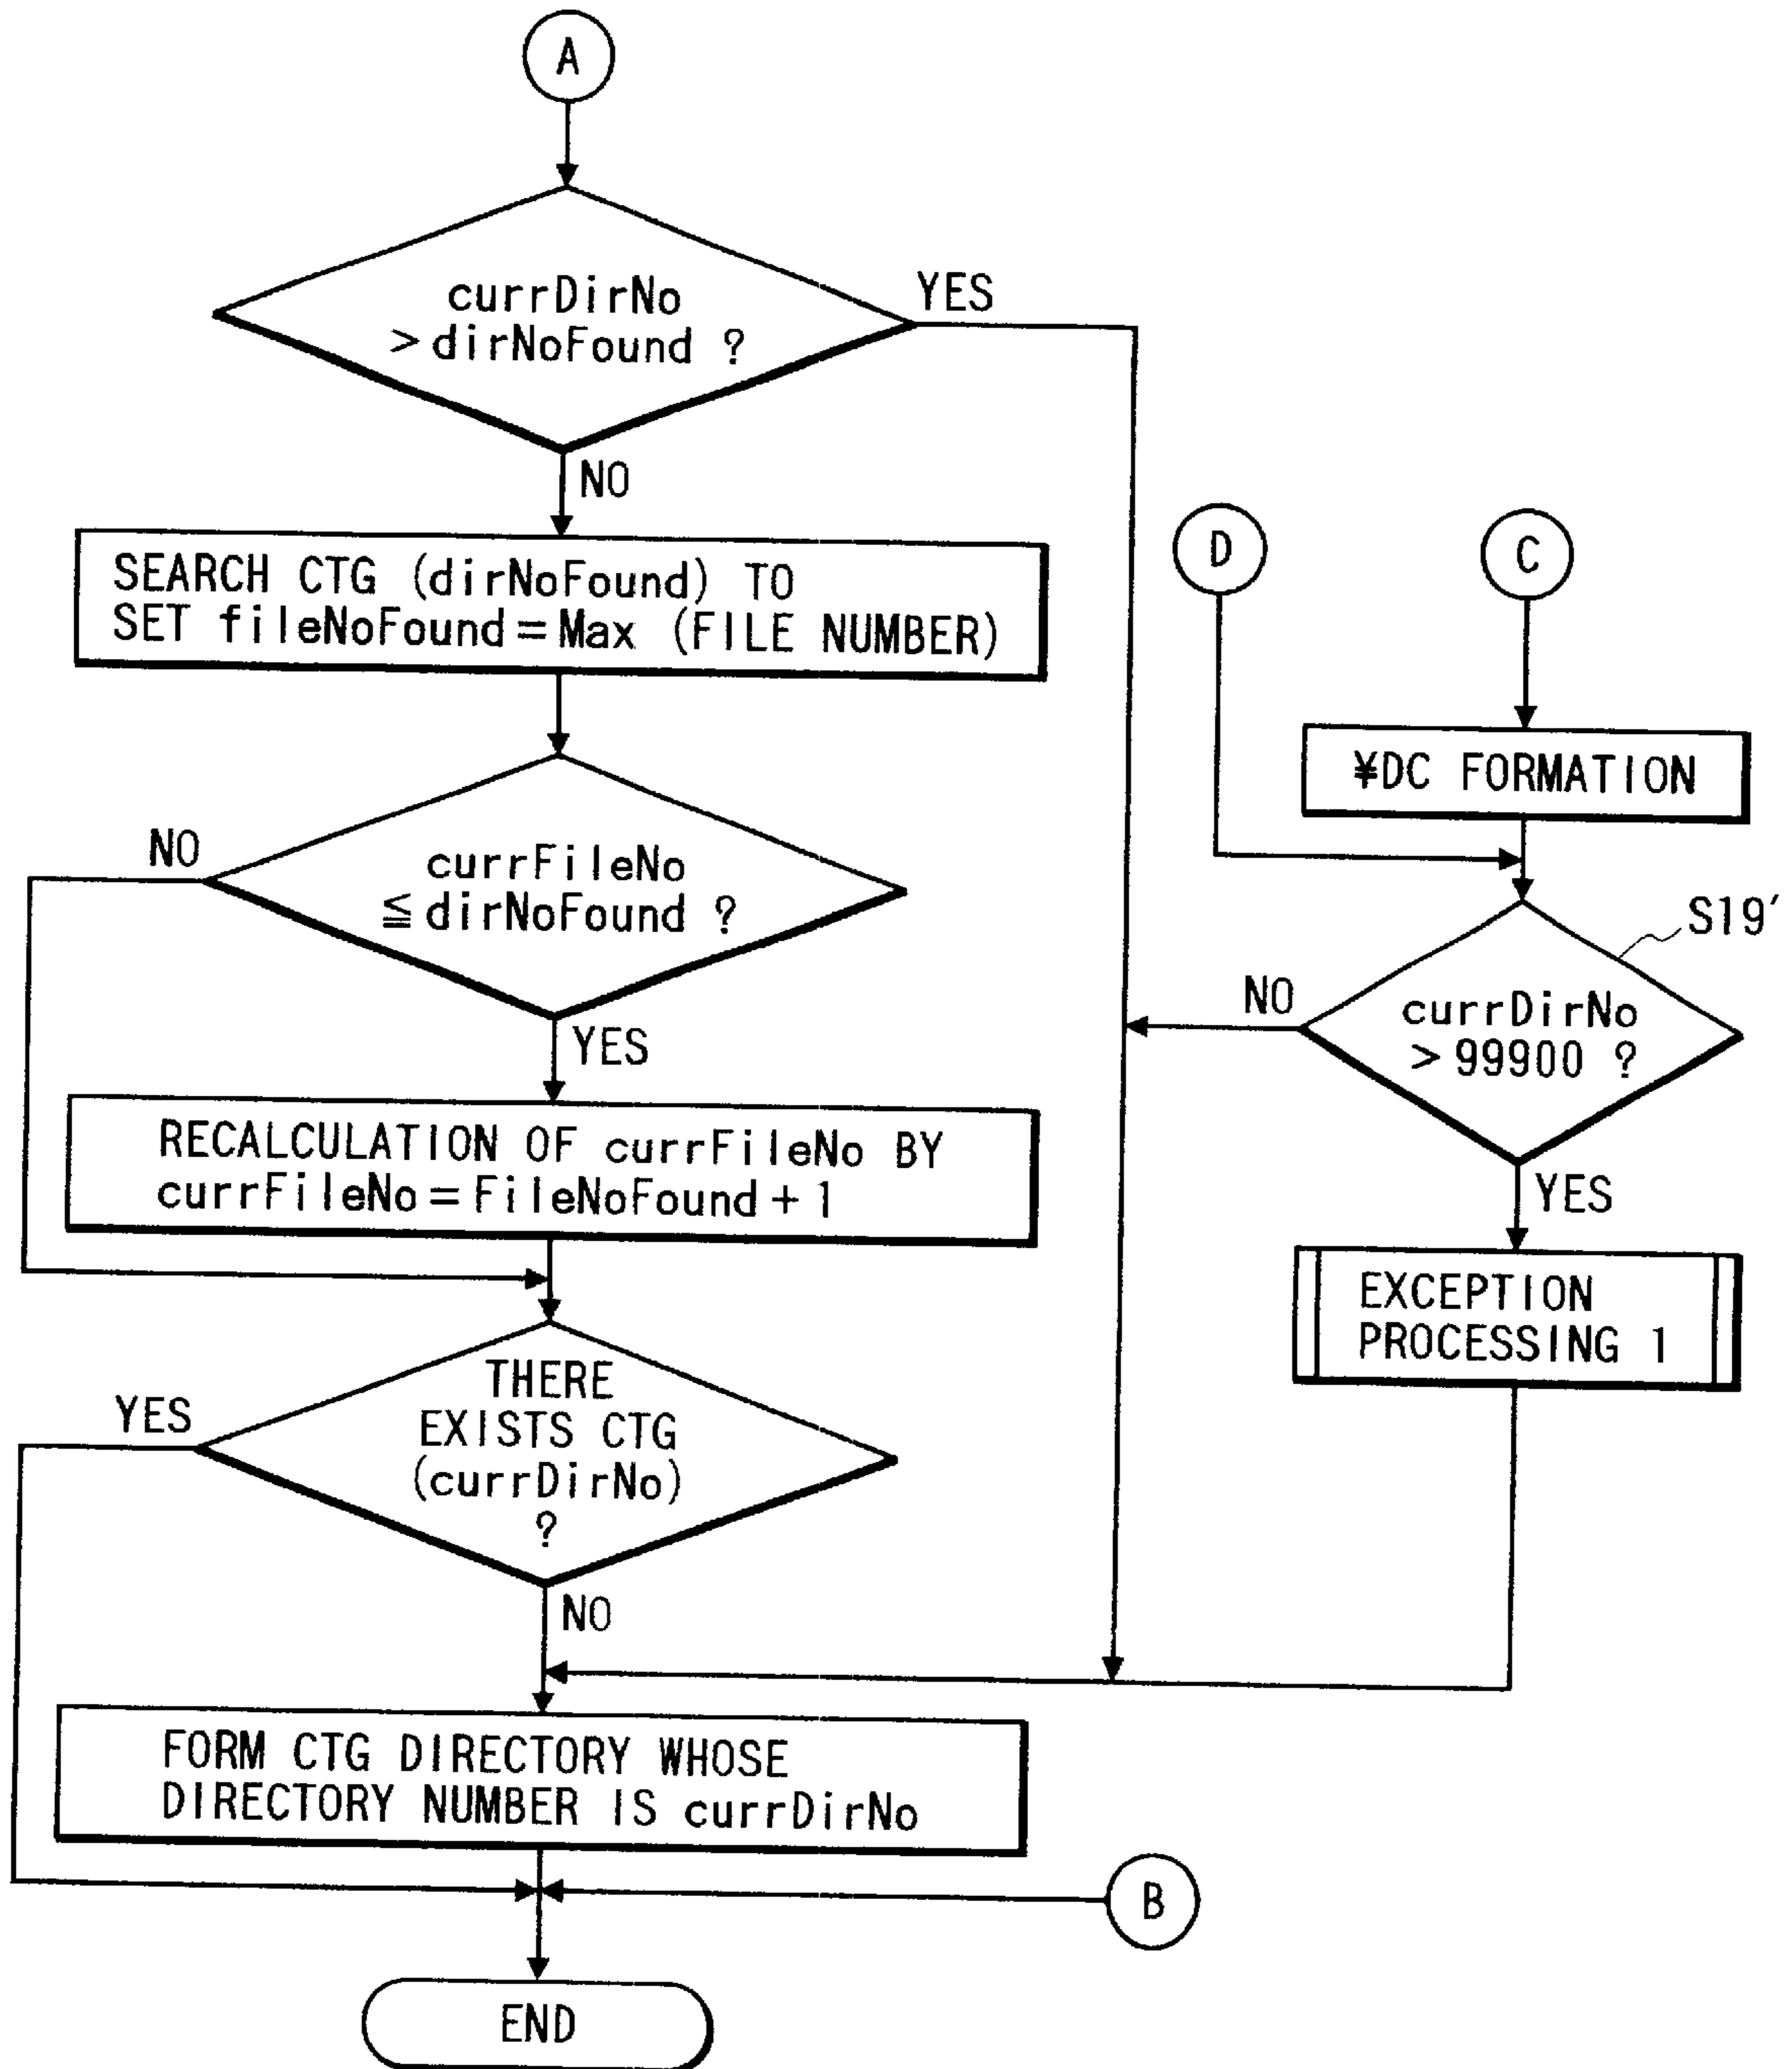 A
currDirNo
> dirNoFound ?
YES
NO
SEARCH CTG (dirNoFound) TO
SET fileNoFound = Max (FILE NUMBER)
D
C
¥DC FORMATION
NO
currFileNo
≦ dirNoFound ?
YES
S19′
NO
currDirNo
> 99900 ?
YES
RECALCULATION OF currFileNo BY
currFileNo = FileNoFound + 1
EXCEPTION
PROCESSING 1
YES
THERE
EXISTS CTG
(currDirNo)
?
NO
FORM CTG DIRECTORY WHOSE
DIRECTORY NUMBER IS currDirNo
B
END